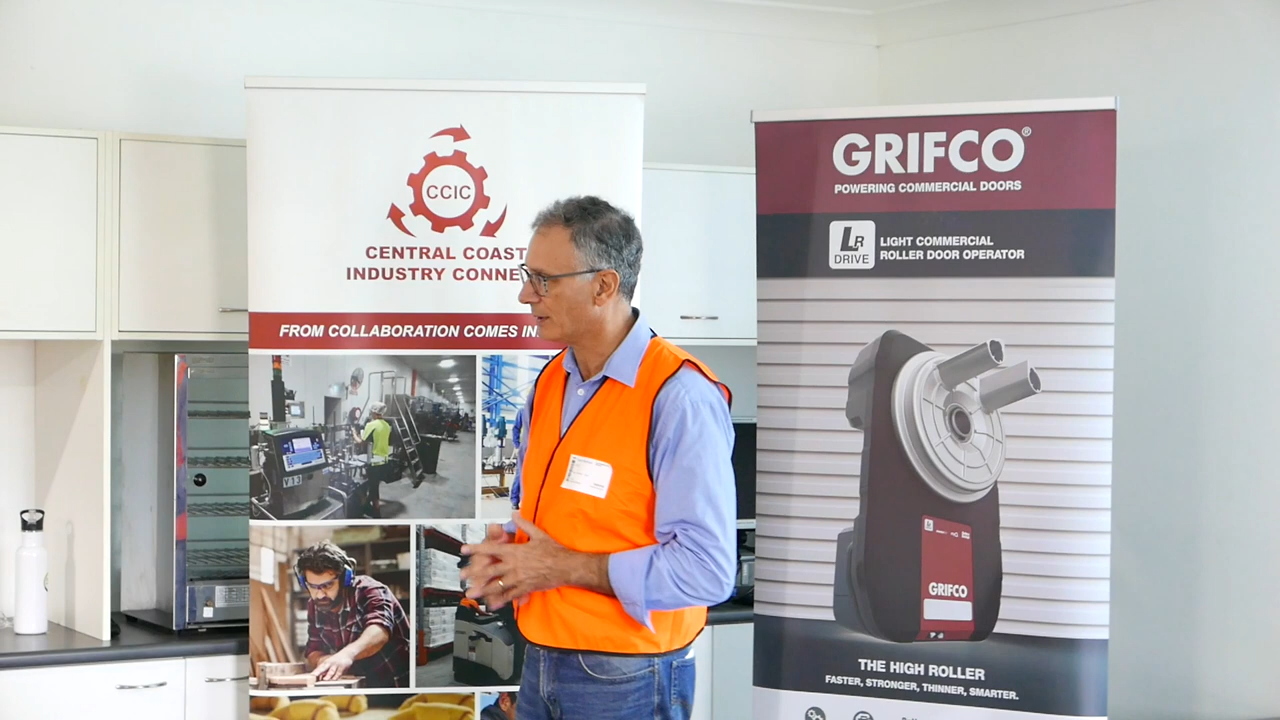 CCIC
CENTRAL COAST
INDUSTRY CONNE
FROM COLLABORATION COMES IN
V13
GRIFCO®
POWERING COMMERCIAL DOORS
LR
DRIVE
LIGHT COMMERCIAL
ROLLER DOOR OPERATOR
GRIFCO
THE HIGH ROLLER
FASTER, STRONGER, THINNER, SMARTER.